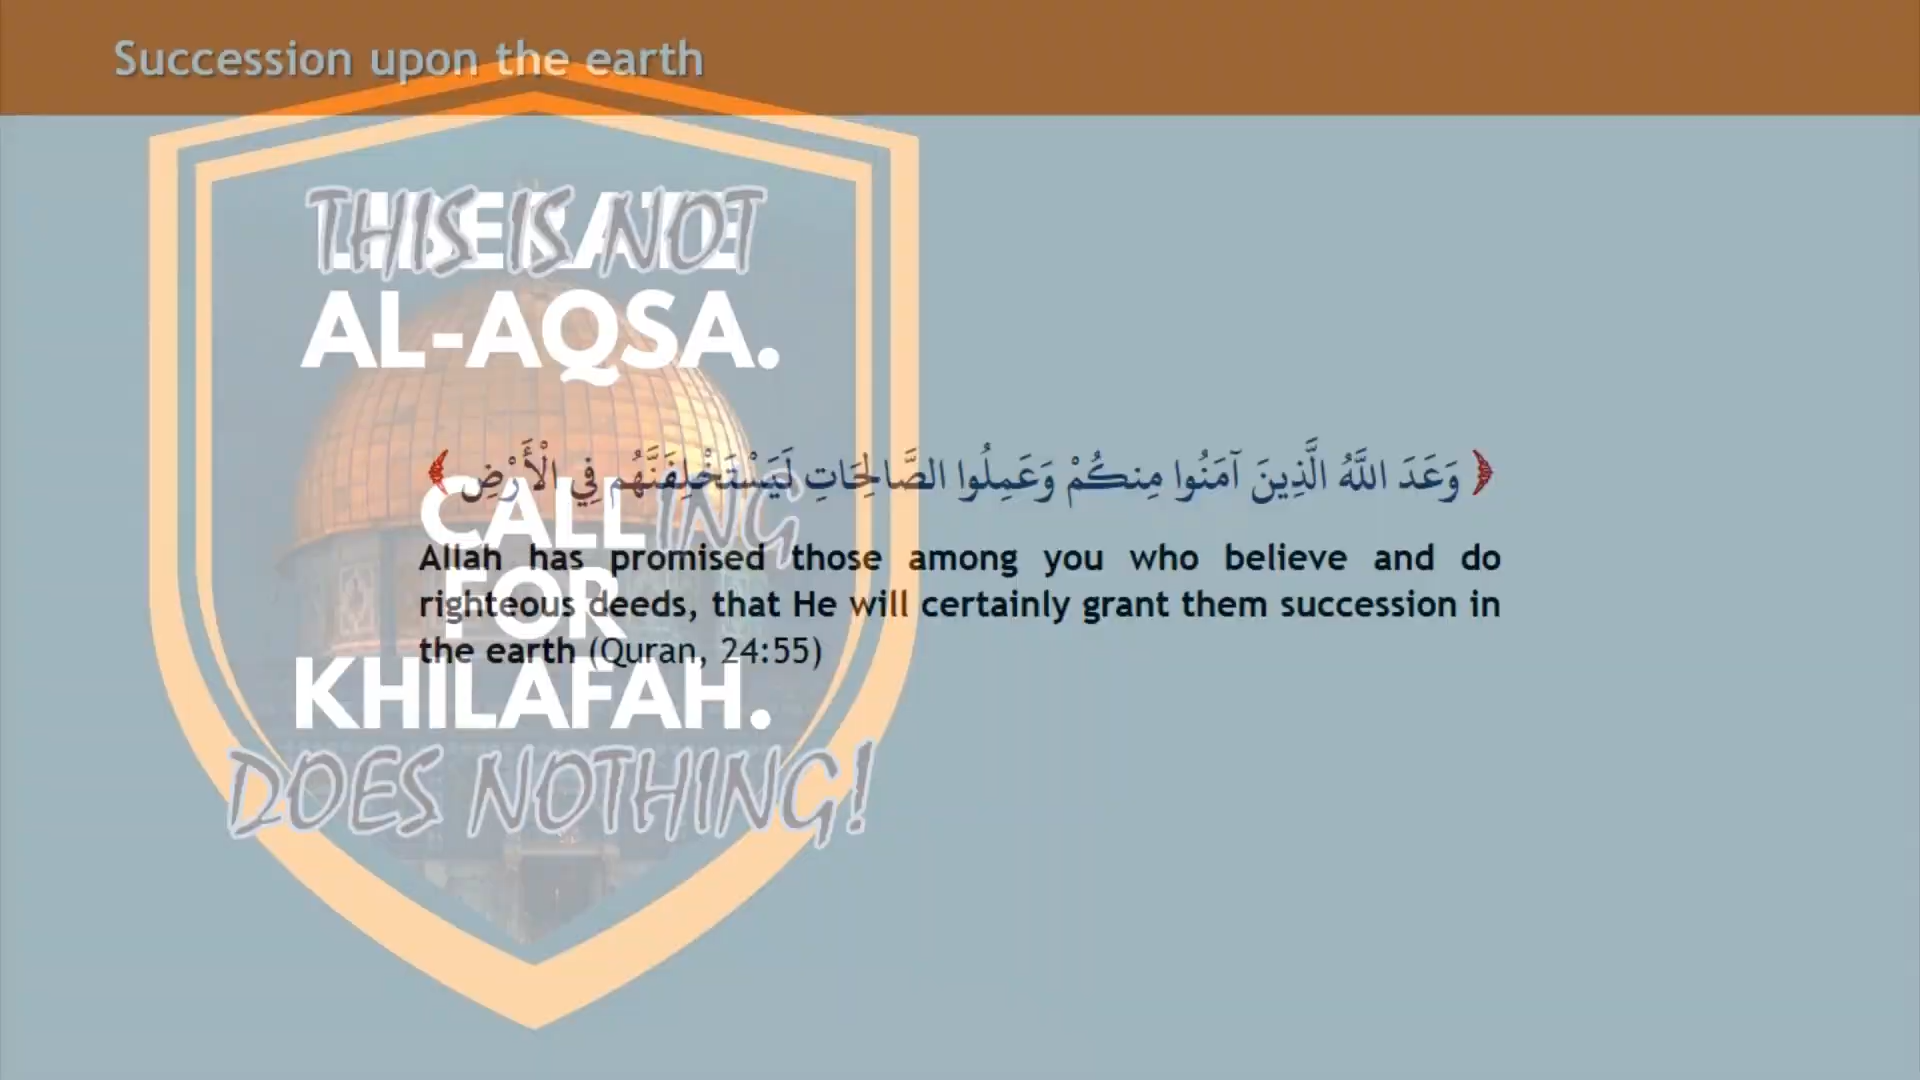 Succession upon the earth
THIS IS NOT
LIBERATE
AL-AQSA.
﴿ وَعَدَ اللَّهُ الَّذِينَ آمَنُوا مِنكُمْ وَعَمِلُوا الصَّالِحَاتِ لَيَسْتَخْلِفَنَّهُم فِي الْأَرْضِ ﴾
CALLING
Allah has promised those among you who believe and do
FOR
righteous deeds, that He will certainly grant them succession in
the earth (Quran, 24:55)
KHILAFAH.
DOES NOTHING!